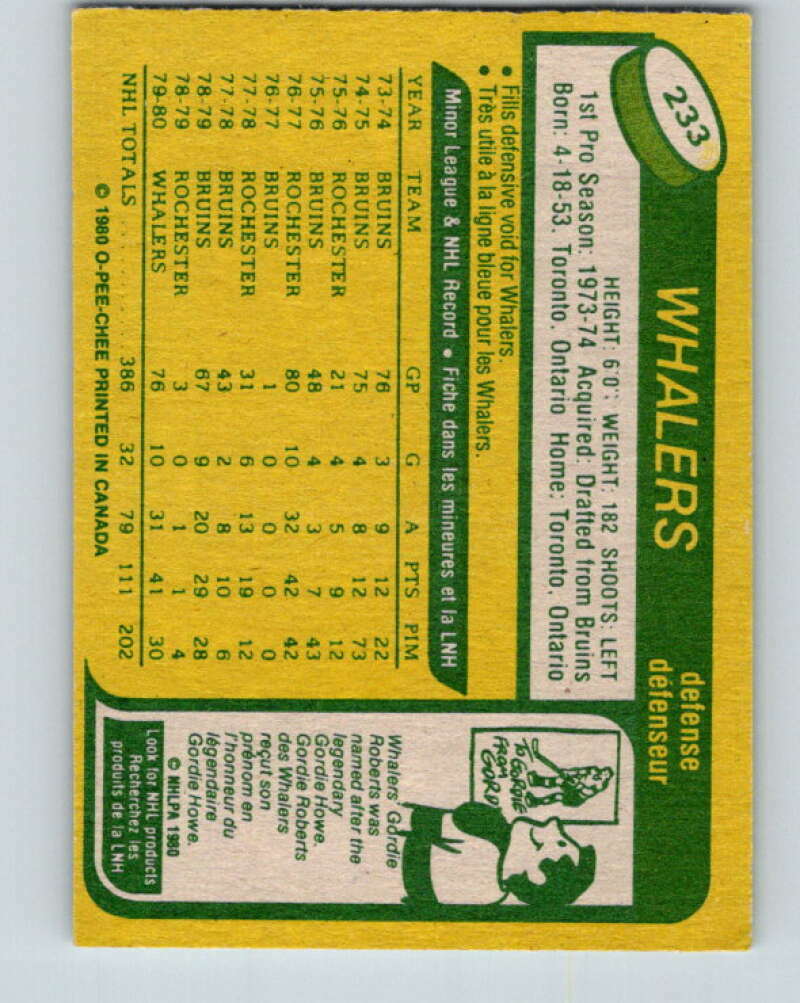 233
WHALERS
defense
défenseur
HEIGHT: 6'0": WEIGHT: 182 SHOOTS: LEFT
1st Pro Season: 1973-74 Acquired: Drafted from Bruins
Born: 4-18-53. Toronto. Ontario Home: Toronto. Ontario
• Fills defensive void for Whalers.
• Très utile à la ligne bleue pour les Whalers.
Minor League & NHL Record • Fiche dans les mineures et la LNH
YEAR TEAM GP G A PTS PIM
73-74 BRUINS 76 3 9 12 22
74-75 BRUINS 75 4 8 12 73
75-76 ROCHESTER 21 4 5 9 12
75-76 BRUINS 48 4 3 7 43
76-77 ROCHESTER 80 10 32 42 42
76-77 BRUINS 1 0 0 0 0
77-78 ROCHESTER 31 6 13 19 12
77-78 BRUINS 43 2 8 10 6
78-79 BRUINS 67 9 20 29 28
78-79 ROCHESTER 3 0 1 1 4
79-80 WHALERS 76 10 31 41 30
NHL TOTALS ........ 386 32 79 111 202
© 1980 O-PEE-CHEE PRINTED IN CANADA
TO GORDIE
FROM
GORD
Whalers' Gordie
Roberts was
named after the
legendary
Gordie Howe.
Gordie Roberts
des Whalers
reçut son
prénom en
l'honneur du
légendaire
Gordie Howe.
© NHLPA 1980
Look for NHL products
Recherchez les
produits de la LNH